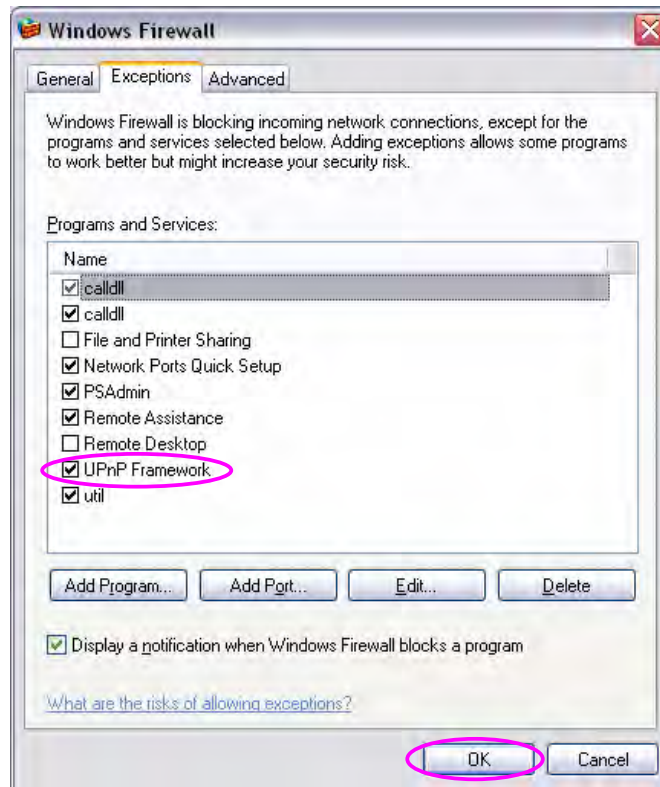 Windows Firewall
General Exceptions Advanced
Windows Firewall is blocking incoming network connections, except for the
programs and services selected below. Adding exceptions allows some programs
to work better but might increase your security risk.
Programs and Services:
Name
calldll
calldll
File and Printer Sharing
Network Ports Quick Setup
PSAdmin
Remote Assistance
Remote Desktop
UPnP Framework
util
Add Program... Add Port... Edit... Delete
Display a notification when Windows Firewall blocks a program
What are the risks of allowing exceptions?
OK Cancel